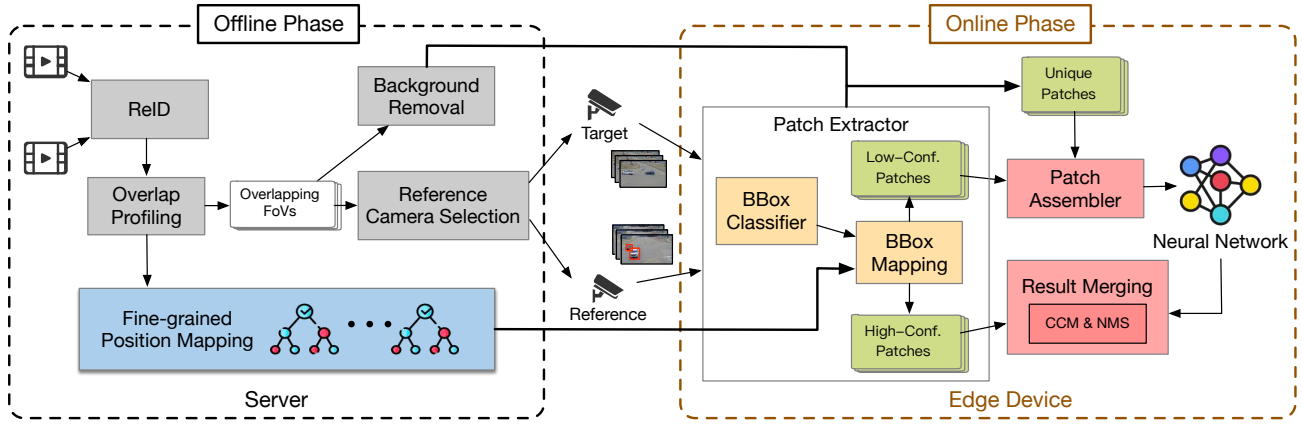 Offline Phase
Online Phase
ReID
Background
Removal
Overlap
Profiling
Overlapping
FoVs
Reference
Camera Selection
Fine-grained
Position Mapping
Server
Target
Reference
Patch Extractor
BBox
Classifier
Low-Conf.
Patches
BBox
Mapping
High-Conf.
Patches
Unique
Patches
Patch
Assembler
Neural Network
Result Merging
CCM & NMS
Edge Device